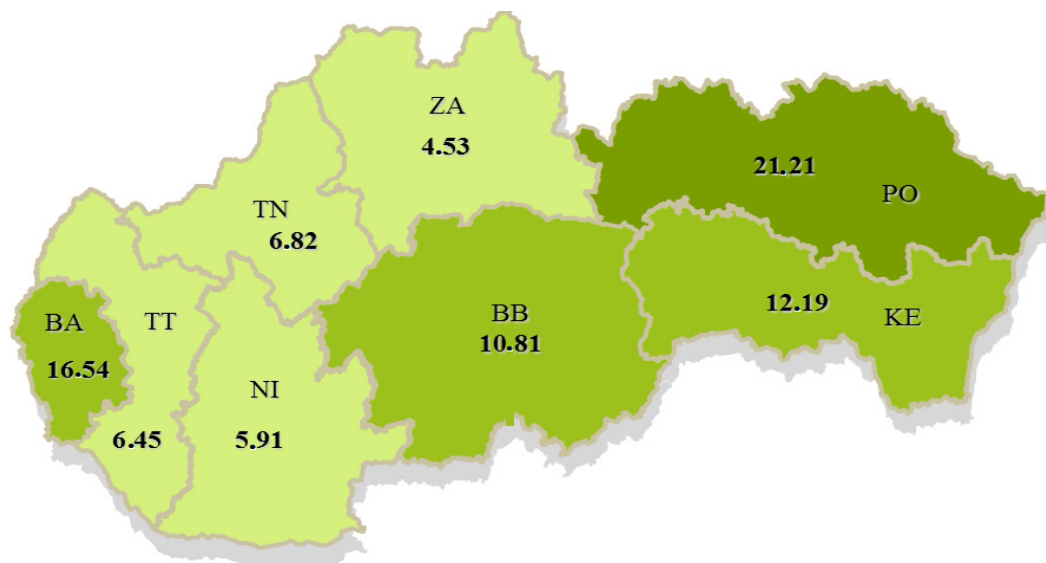 ZA
4.53
21.21
PO
TN
6.82
BA
16.54
TT
6.45
NI
5.91
BB
10.81
12.19
KE